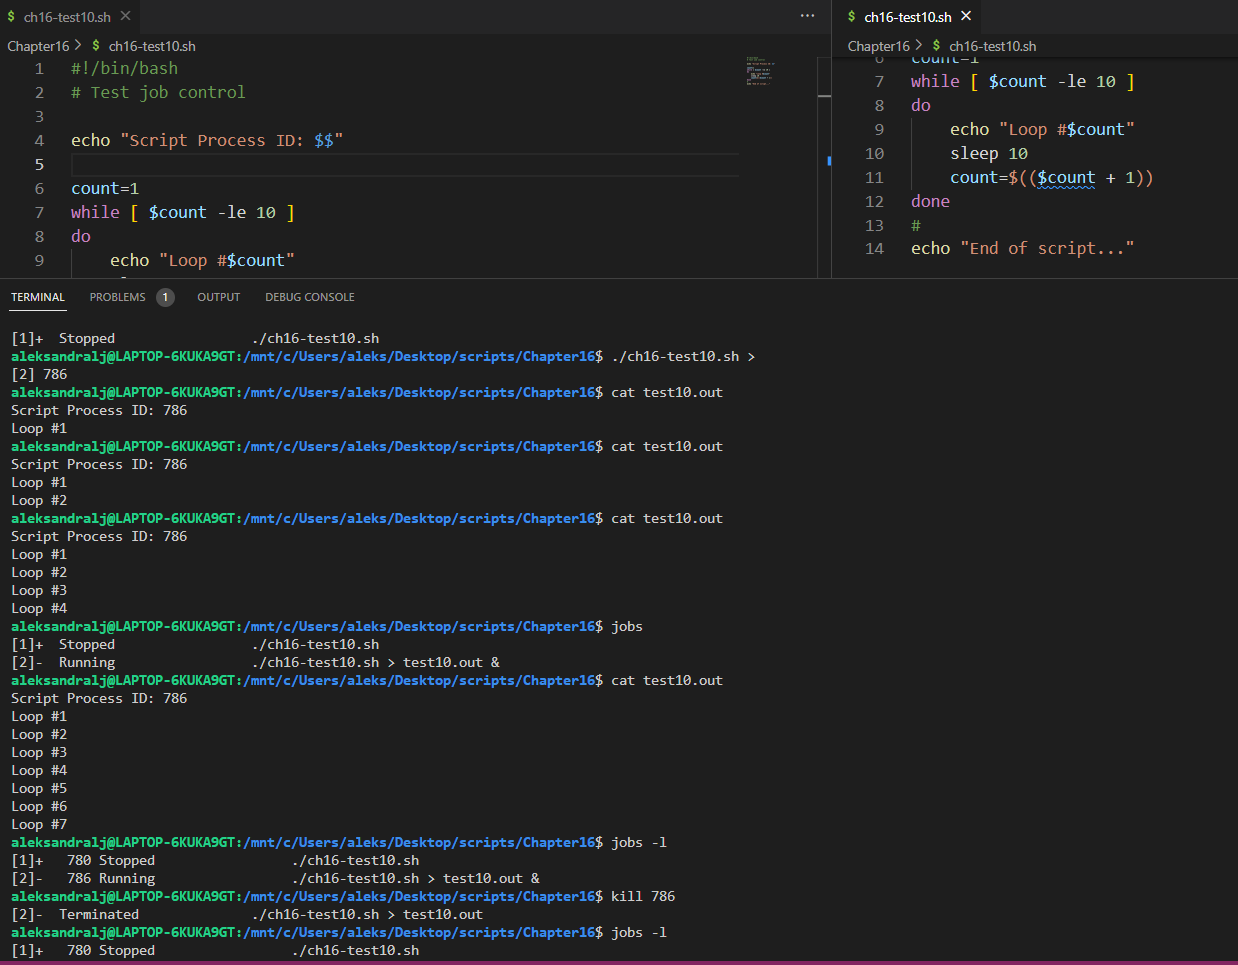 $ ch16-test10.sh ×
Chapter16 > $ ch16-test10.sh
1 #!/bin/bash
2 # Test job control
3
4 echo "Script Process ID: $$"
5
6 count=1
7 while [ $count -le 10 ]
8 do
9 echo "Loop #$count"
... $ ch16-test10.sh ×
Chapter16 > $ ch16-test10.sh
6 count=1
7 while [ $count -le 10 ]
8 do
9 echo "Loop #$count"
10 sleep 10
11 count=$(($count + 1))
12 done
13 #
14 echo "End of script..."
TERMINAL PROBLEMS 1 OUTPUT DEBUG CONSOLE
[1]+ Stopped ./ch16-test10.sh
aleksandralj@LAPTOP-6KUKA9GT:/mnt/c/Users/aleks/Desktop/scripts/Chapter16$ ./ch16-test10.sh >
[2] 786
aleksandralj@LAPTOP-6KUKA9GT:/mnt/c/Users/aleks/Desktop/scripts/Chapter16$ cat test10.out
Script Process ID: 786
Loop #1
aleksandralj@LAPTOP-6KUKA9GT:/mnt/c/Users/aleks/Desktop/scripts/Chapter16$ cat test10.out
Script Process ID: 786
Loop #1
Loop #2
aleksandralj@LAPTOP-6KUKA9GT:/mnt/c/Users/aleks/Desktop/scripts/Chapter16$ cat test10.out
Script Process ID: 786
Loop #1
Loop #2
Loop #3
Loop #4
aleksandralj@LAPTOP-6KUKA9GT:/mnt/c/Users/aleks/Desktop/scripts/Chapter16$ jobs
[1]+ Stopped ./ch16-test10.sh
[2]- Running ./ch16-test10.sh > test10.out &
aleksandralj@LAPTOP-6KUKA9GT:/mnt/c/Users/aleks/Desktop/scripts/Chapter16$ cat test10.out
Script Process ID: 786
Loop #1
Loop #2
Loop #3
Loop #4
Loop #5
Loop #6
Loop #7
aleksandralj@LAPTOP-6KUKA9GT:/mnt/c/Users/aleks/Desktop/scripts/Chapter16$ jobs -l
[1]+ 780 Stopped ./ch16-test10.sh
[2]- 786 Running ./ch16-test10.sh > test10.out &
aleksandralj@LAPTOP-6KUKA9GT:/mnt/c/Users/aleks/Desktop/scripts/Chapter16$ kill 786
[2]- Terminated ./ch16-test10.sh > test10.out
aleksandralj@LAPTOP-6KUKA9GT:/mnt/c/Users/aleks/Desktop/scripts/Chapter16$ jobs -l
[1]+ 780 Stopped ./ch16-test10.sh